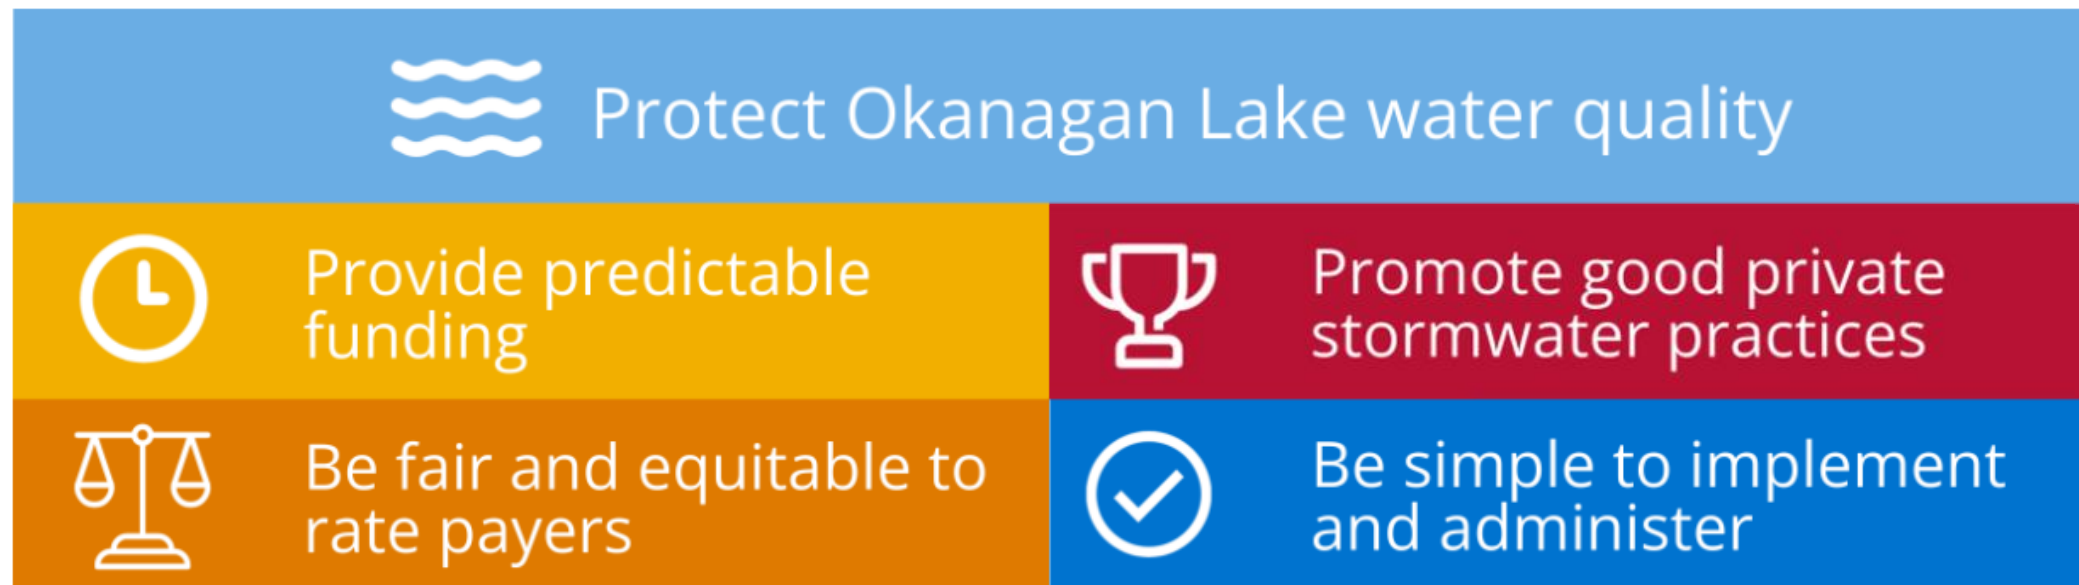 Protect Okanagan Lake water quality
Provide predictable
funding
Promote good private
stormwater practices
Be fair and equitable to
rate payers
Be simple to implement
and administer